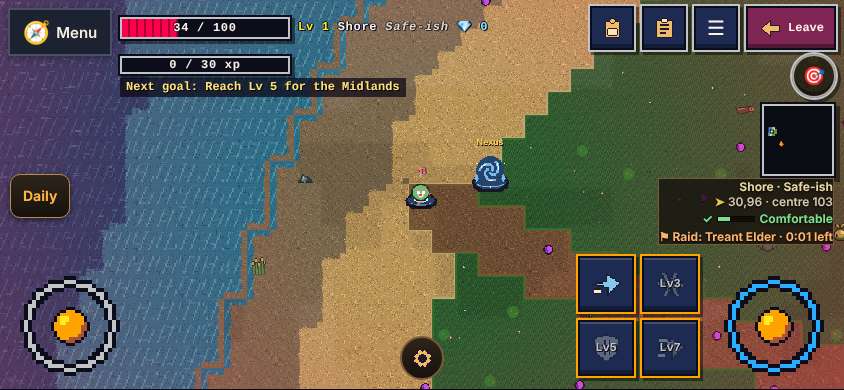 Menu
34 / 100
Lv 1 Shore Safe-ish 0
0 / 30 xp
Next goal: Reach Lv 5 for the Midlands
Leave
Nexus
Daily
Shore · Safe-ish
30,96 · centre 103
Comfortable
Raid: Treant Elder · 0:01 left
Lv3
Lv5
Lv7